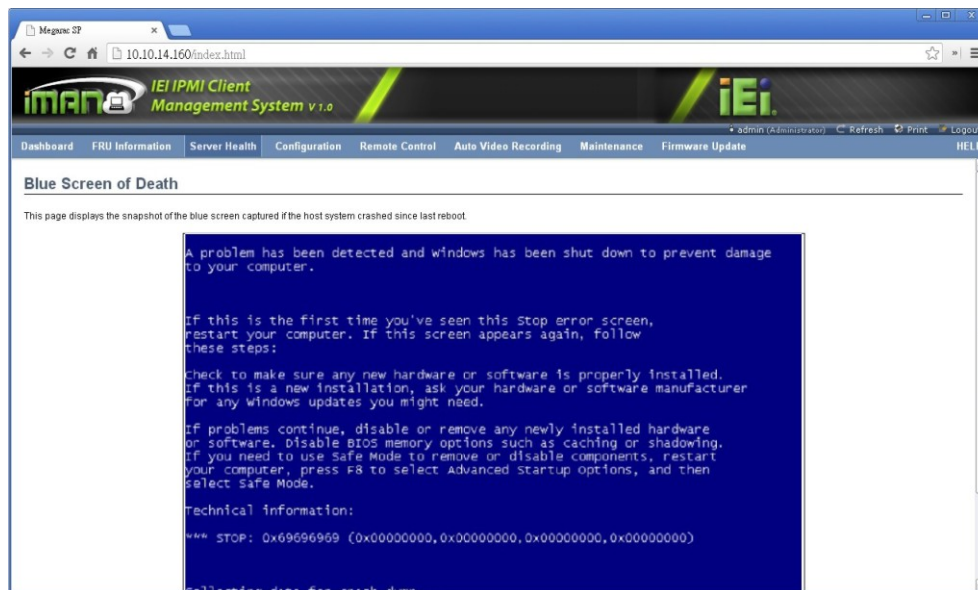 Megarac SP
10.10.14.160/index.html
iMAN
IEI IPMI Client
Management System v 1.0
iEi
admin (Administrator) Refresh Print Logou
Dashboard FRU Information Server Health Configuration Remote Control Auto Video Recording Maintenance Firmware Update HEL
Blue Screen of Death
This page displays the snapshot of the blue screen captured if the host system crashed since last reboot.
A problem has been detected and Windows has been shut down to prevent damage
to your computer.
If this is the first time you've seen this Stop error screen,
restart your computer. If this screen appears again, follow
these steps:
Check to make sure any new hardware or software is properly installed.
If this is a new installation, ask your hardware or software manufacturer
for any Windows updates you might need.
If problems continue, disable or remove any newly installed hardware
or software. Disable BIOS memory options such as caching or shadowing.
If you need to use Safe Mode to remove or disable components, restart
your computer, press F8 to select Advanced Startup Options, and then
select Safe Mode.
Technical information:
*** STOP: 0x69696969 (0x00000000,0x00000000,0x00000000,0x00000000)
Collecting data for crash dump